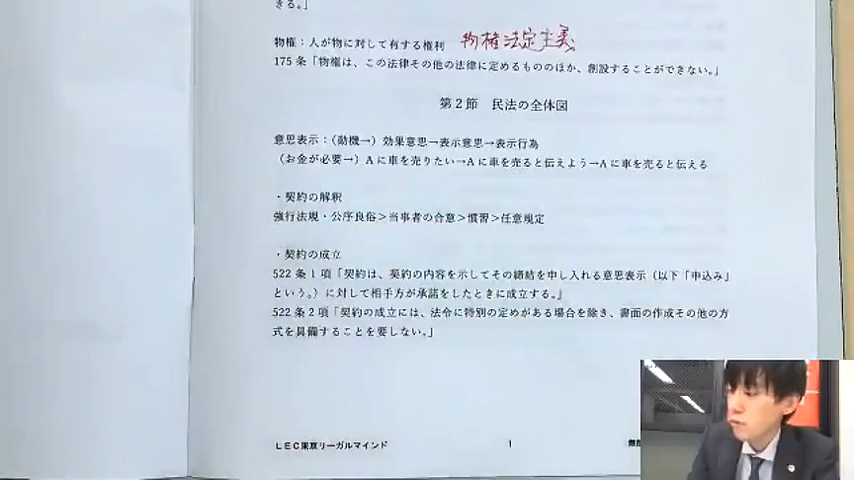 きる。」
物権：人が物に対して有する権利 物権法定主義
175 条「物権は、この法律その他の法律に定めるもののほか、創設することができない。」
第２節 民法の全体図
意思表示：（動機→）効果意思→表示意思→表示行為
（お金が必要→）A に車を売りたい→A に車を売ると伝えよう→A に車を売ると伝える
・契約の解釈
強行法規・公序良俗＞当事者の合意＞慣習＞任意規定
・契約の成立
522 条 1 項「契約は、契約の内容を示してその締結を申し入れる意思表示（以下「申込み」
という。）に対して相手方が承諾をしたときに成立する。」
522 条 2 項「契約の成立には、法令に特別の定めがある場合を除き、書面の作成その他の方
式を具備することを要しない。」
LEC東京リーガルマインド 1